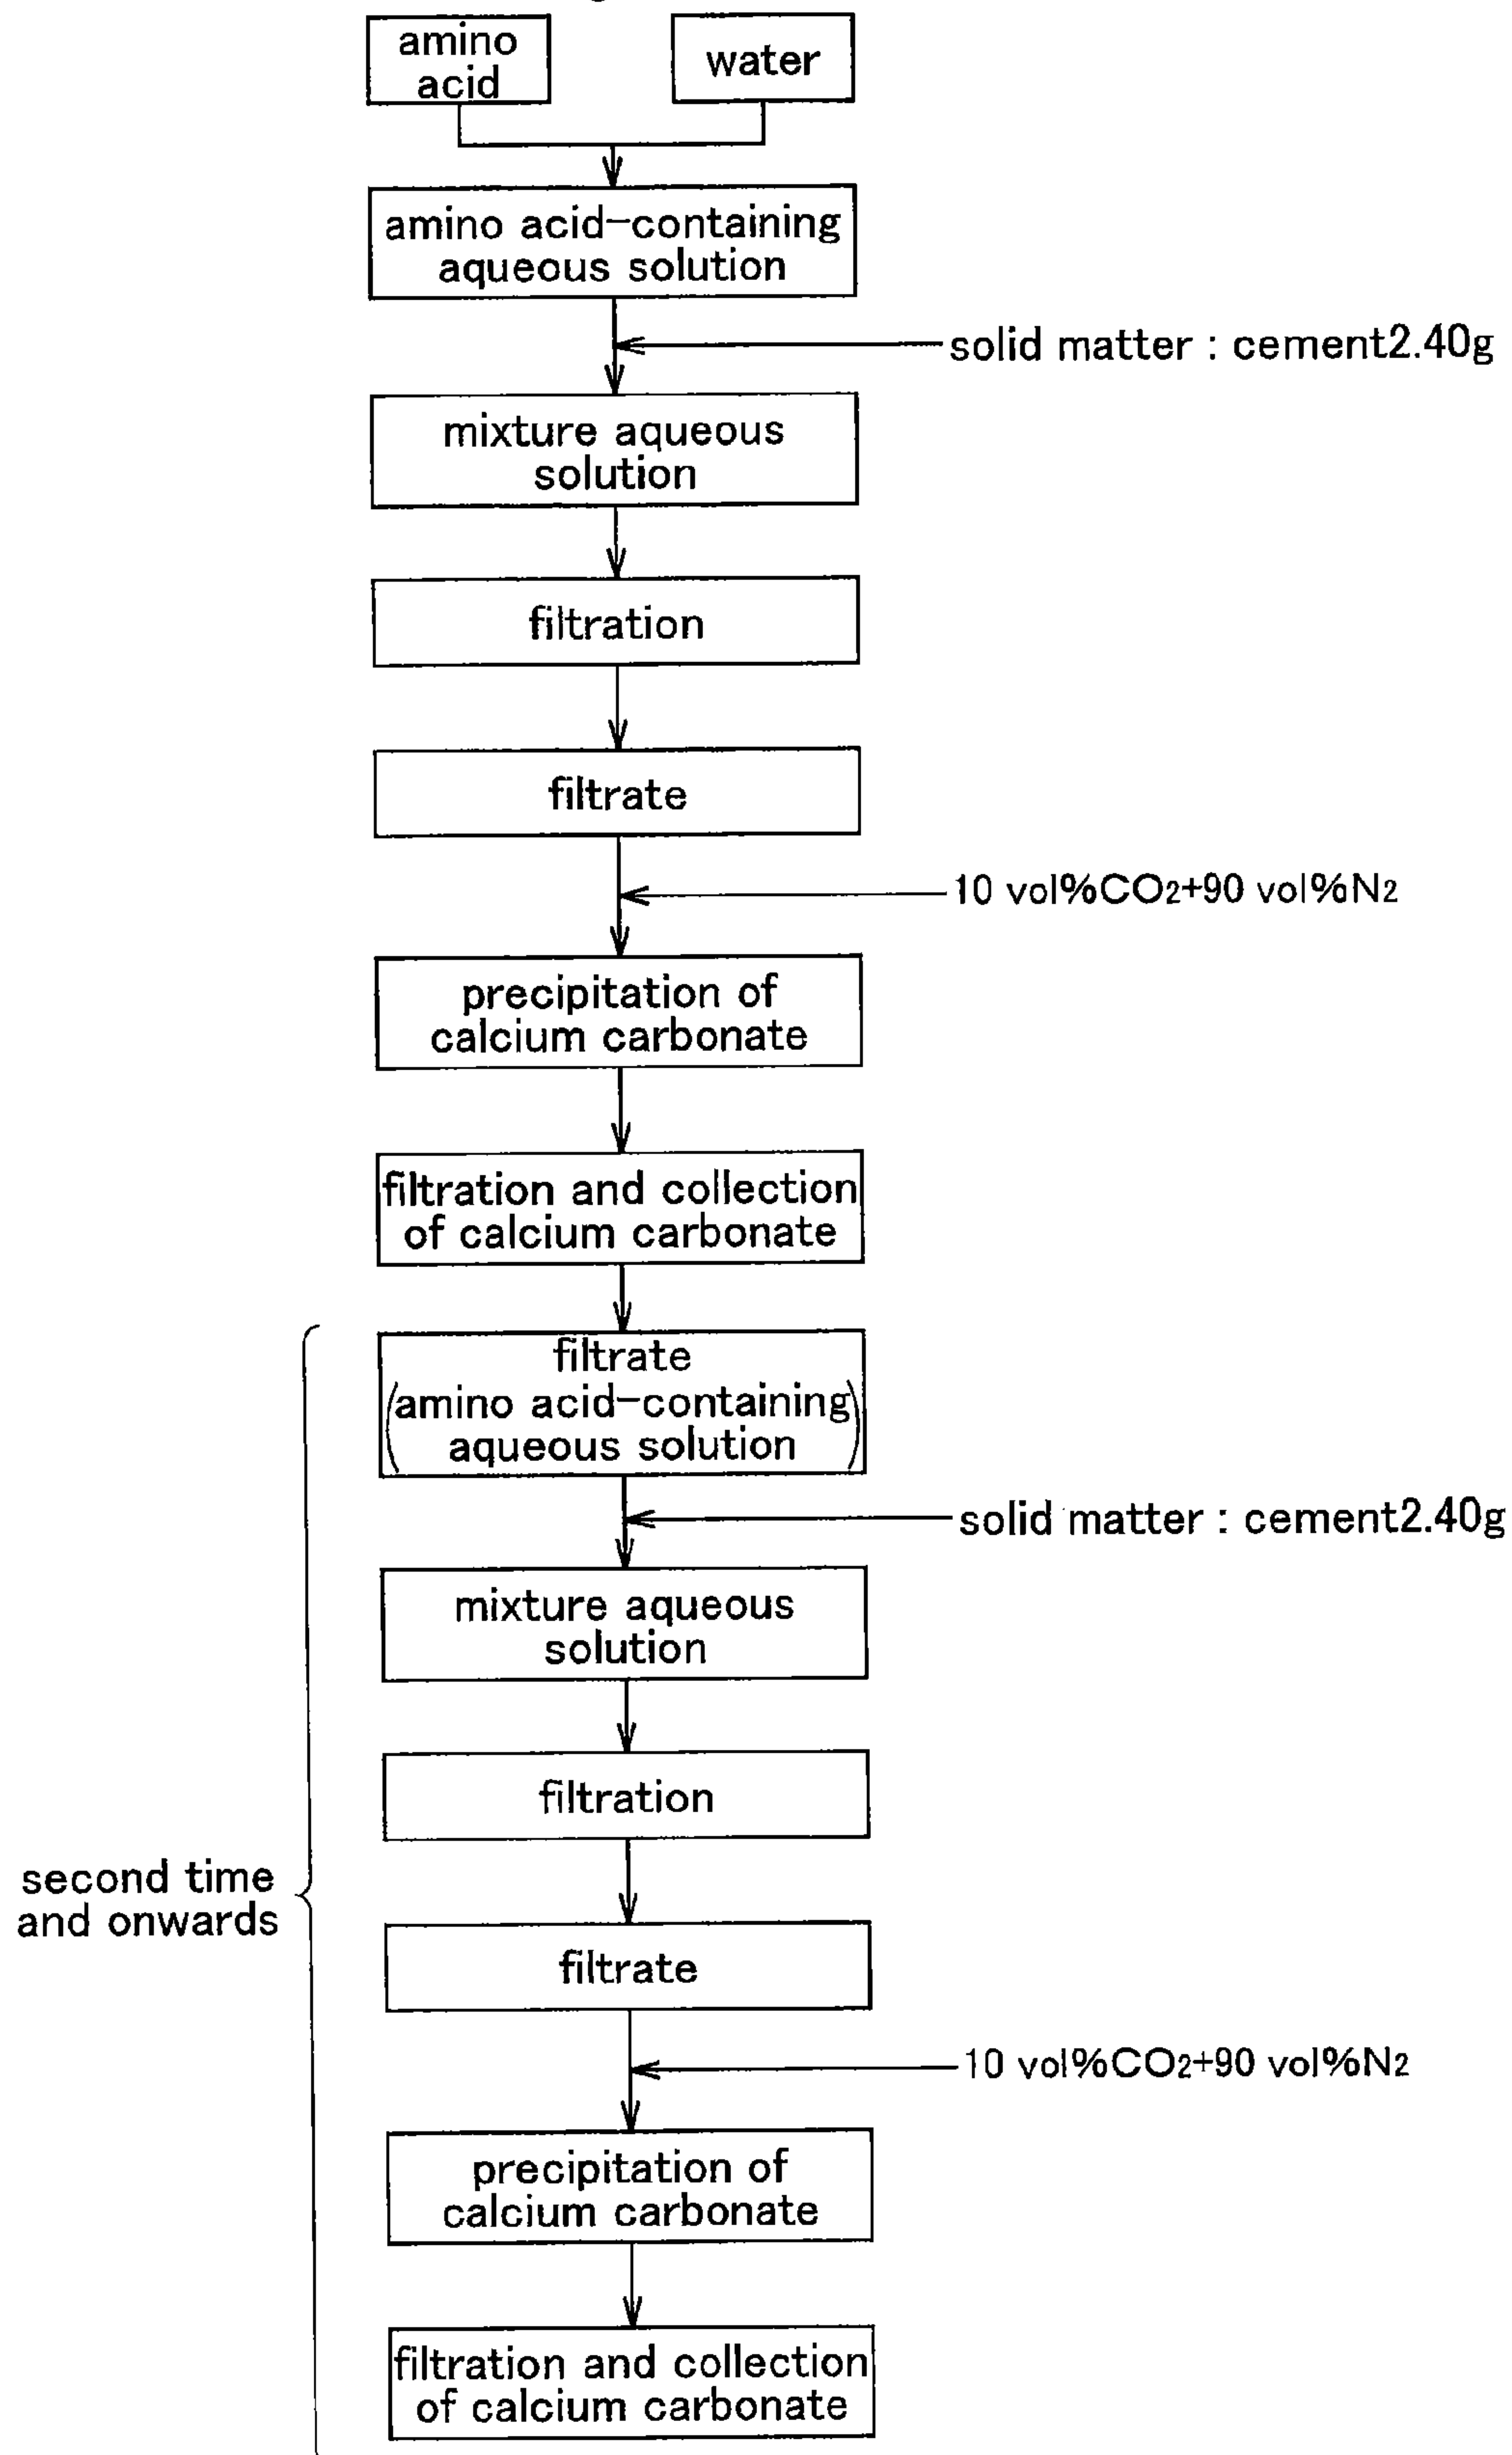 amino
acid
water
amino acid-containing
aqueous solution
solid matter : cement2.40g
mixture aqueous
solution
filtration
filtrate
10 vol%CO2+90 vol%N2
precipitation of
calcium carbonate
filtration and collection
of calcium carbonate
filtrate
(amino acid-containing
aqueous solution)
solid matter : cement2.40g
mixture aqueous
solution
filtration
second time
and onwards
filtrate
10 vol%CO2+90 vol%N2
precipitation of
calcium carbonate
filtration and collection
of calcium carbonate